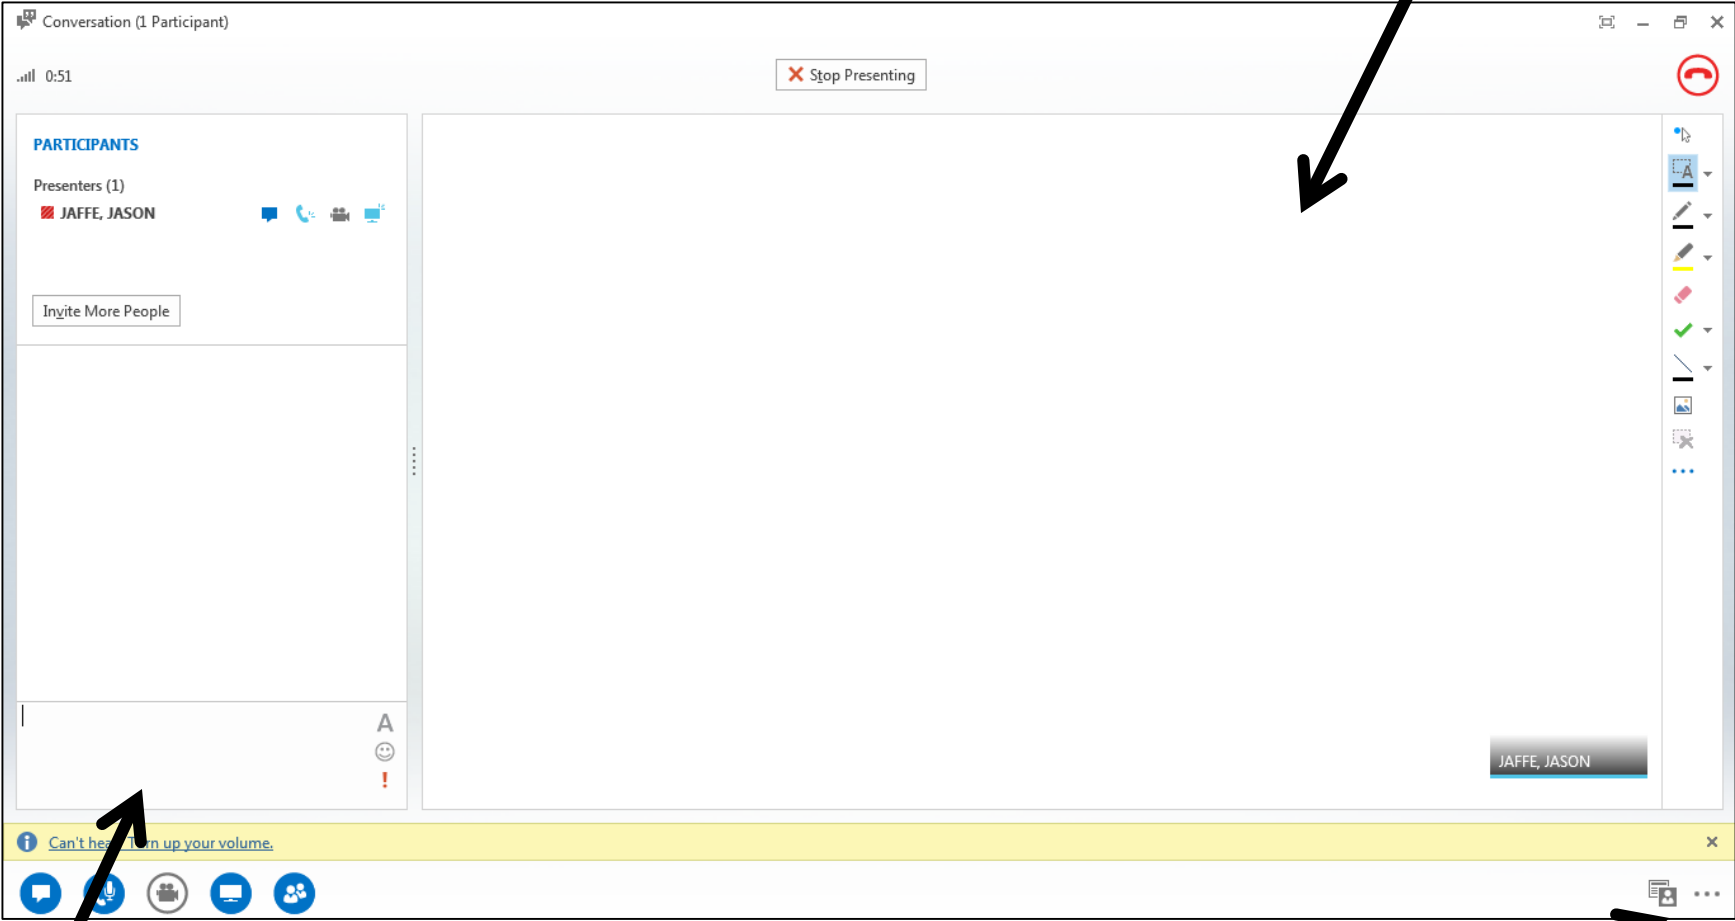 Conversation (1 Participant)
0:51
Stop Presenting
PARTICIPANTS
Presenters (1)
JAFFE, JASON
Invite More People
A
!
A
JAFFE, JASON
Can't up your volume.